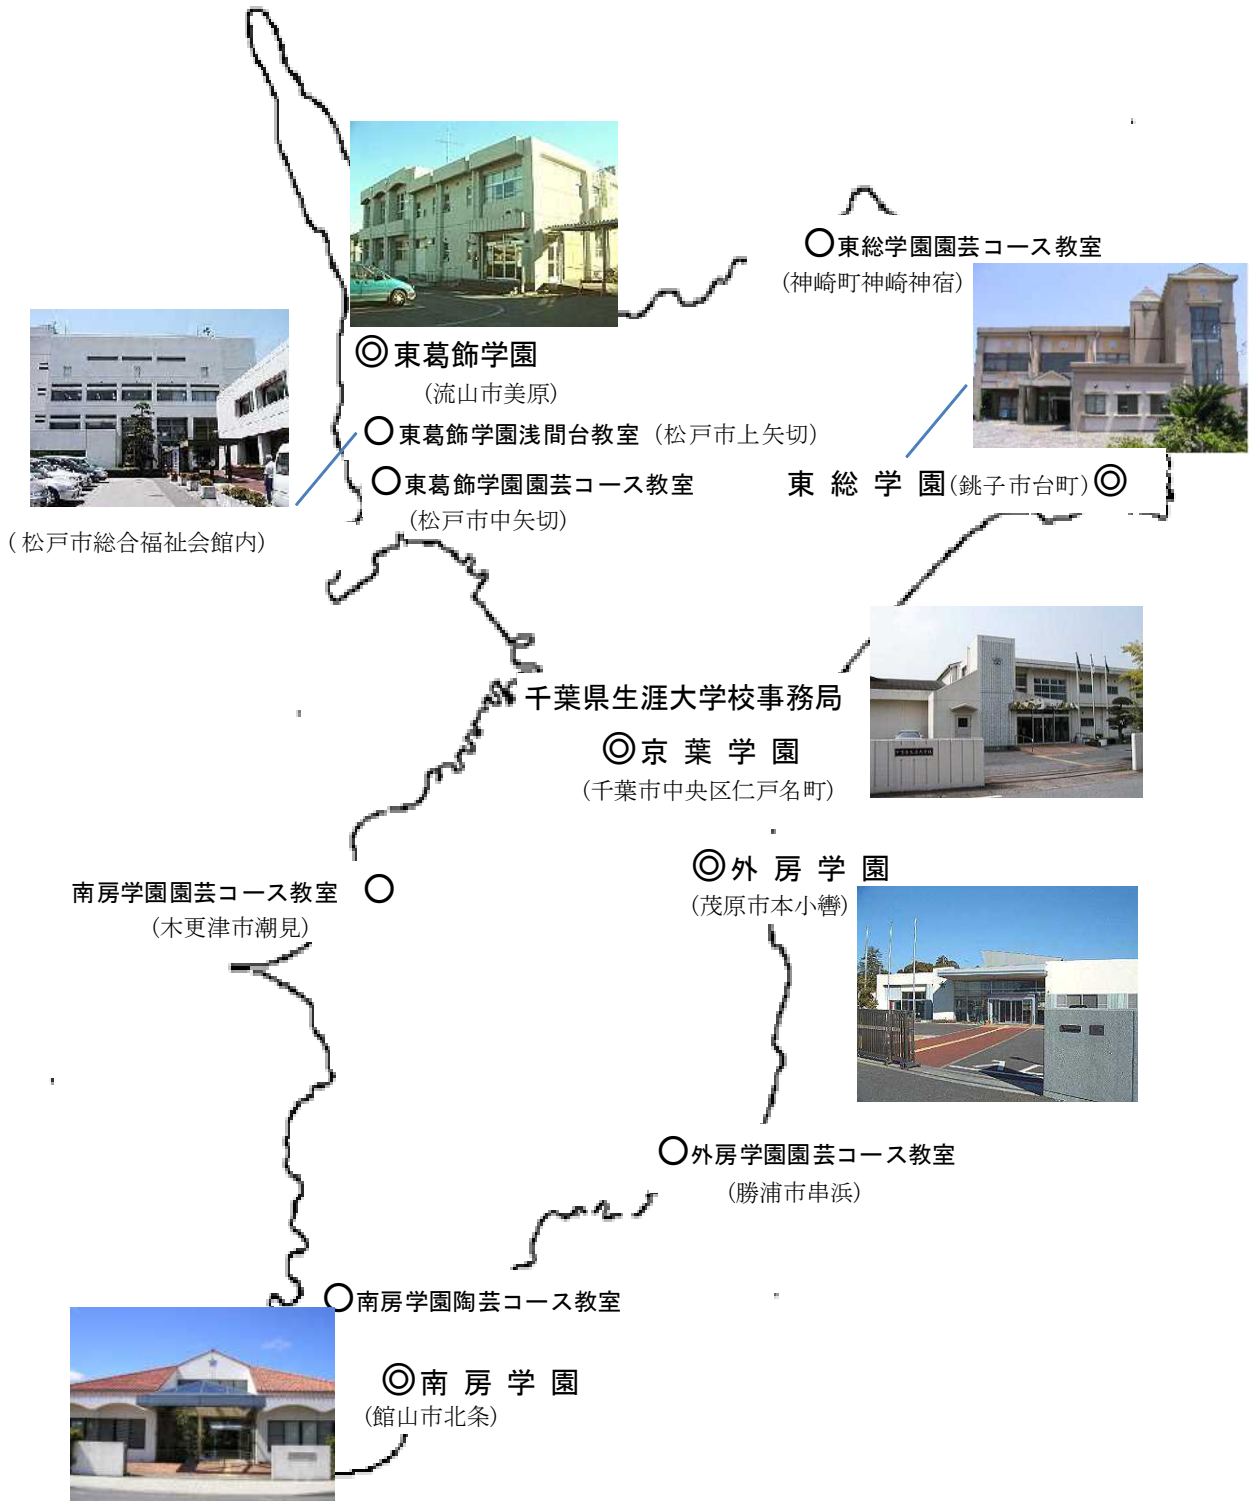 ○東総学園園芸コース教室
(神崎町神崎神宿)
◎東葛飾学園
(流山市美原)
○東葛飾学園浅間台教室(松戸市上矢切)
○東葛飾学園園芸コース教室
(松戸市中矢切)
東総学園(銚子市台町)◎
(松戸市総合福祉会館内)
千葉県生涯大学校事務局
◎京葉学園
(千葉市中央区仁戸名町)
◎外房学園
(茂原市本小轡)
南房学園園芸コース教室 ○
(木更津市潮見)
○外房学園園芸コース教室
(勝浦市串浜)
○南房学園陶芸コース教室
◎南房学園
(館山市北条)